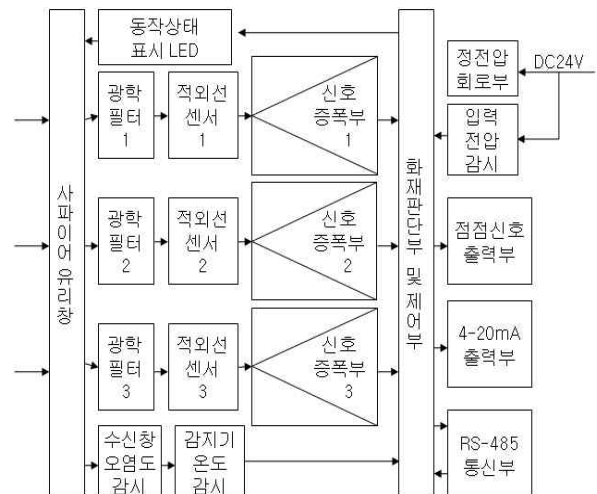 동작상태
표시 LED
정전압
회로부
DC24V
광학
필터
1
적외선
센서
1
신호
증폭부
1
입력
전압
감시
사파이어 유리창
화재판단부 및 제어부
광학
필터
2
적외선
센서
2
신호
증폭부
2
점점신호
출력부
광학
필터
3
적외선
센서
3
신호
증폭부
3
4-20mA
출력부
수신창
오염도
감시
감지기
온도
감시
RS-485
통신부